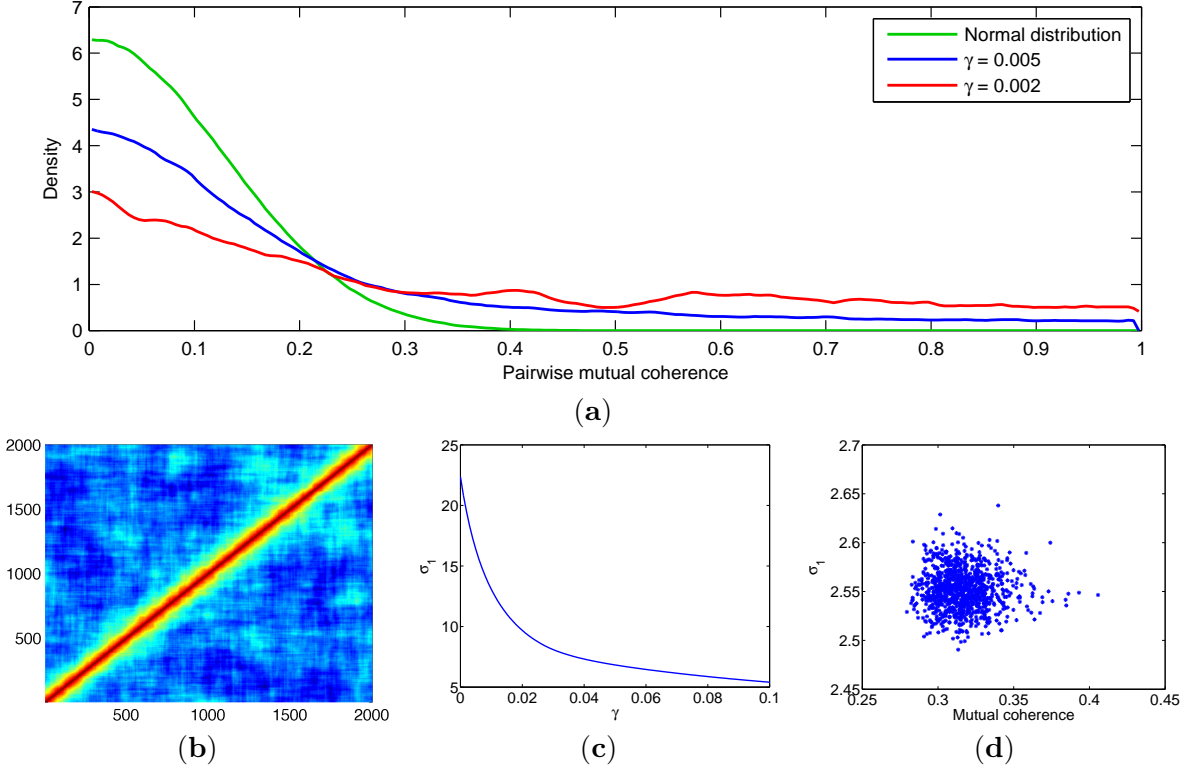 7
6
5
4
3
2
1
0
Density
Normal distribution
γ = 0.005
γ = 0.002
0 0.1 0.2 0.3 0.4 0.5 0.6 0.7 0.8 0.9 1
Pairwise mutual coherence
(a)
2000
1500
1000
500
500 1000 1500 2000
(b)
25
20
15
10
5
σ1
0 0.02 0.04 0.06 0.08 0.1
γ
(c)
2.7
2.65
2.6
2.55
2.5
2.45
σ1
0.25 0.3 0.35 0.4 0.45
Mutual coherence
(d)